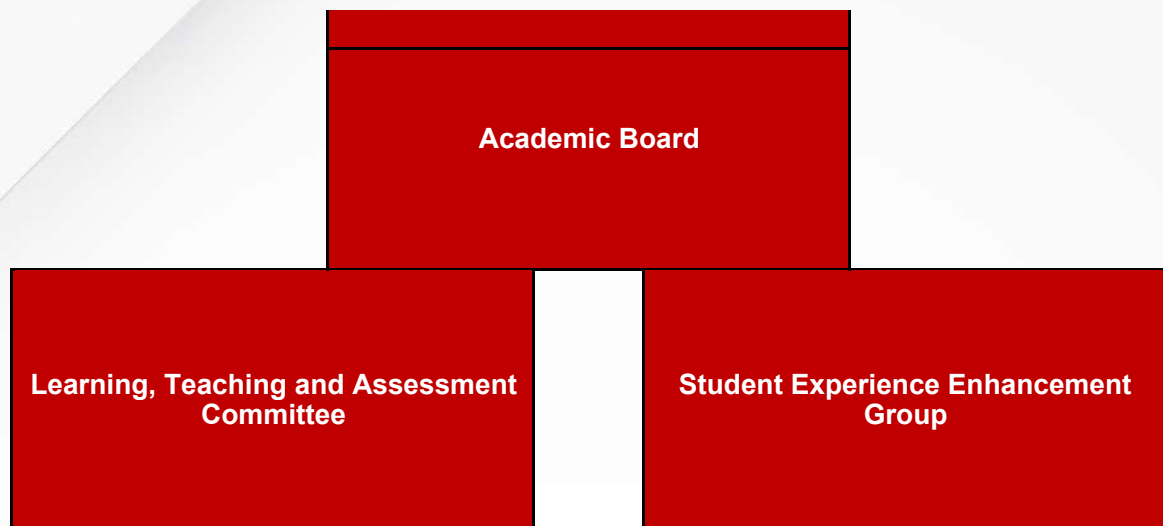 Academic Board
Learning, Teaching and Assessment
Committee
Student Experience Enhancement
Group